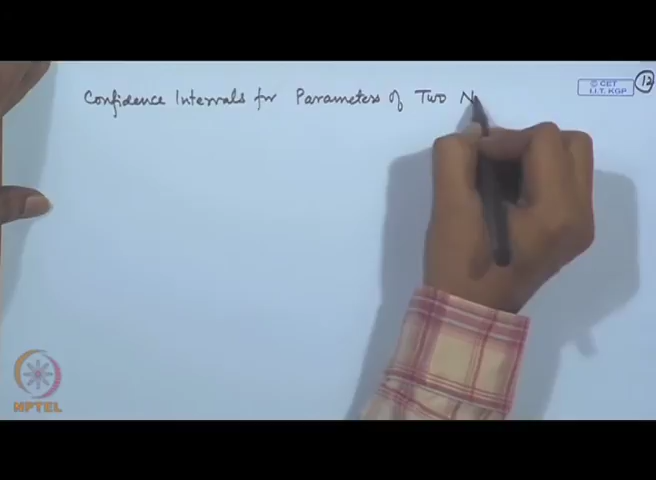 Confidence Intervals for Parameters of Two N
© CET
I.I.T. KGP
12
NPTEL